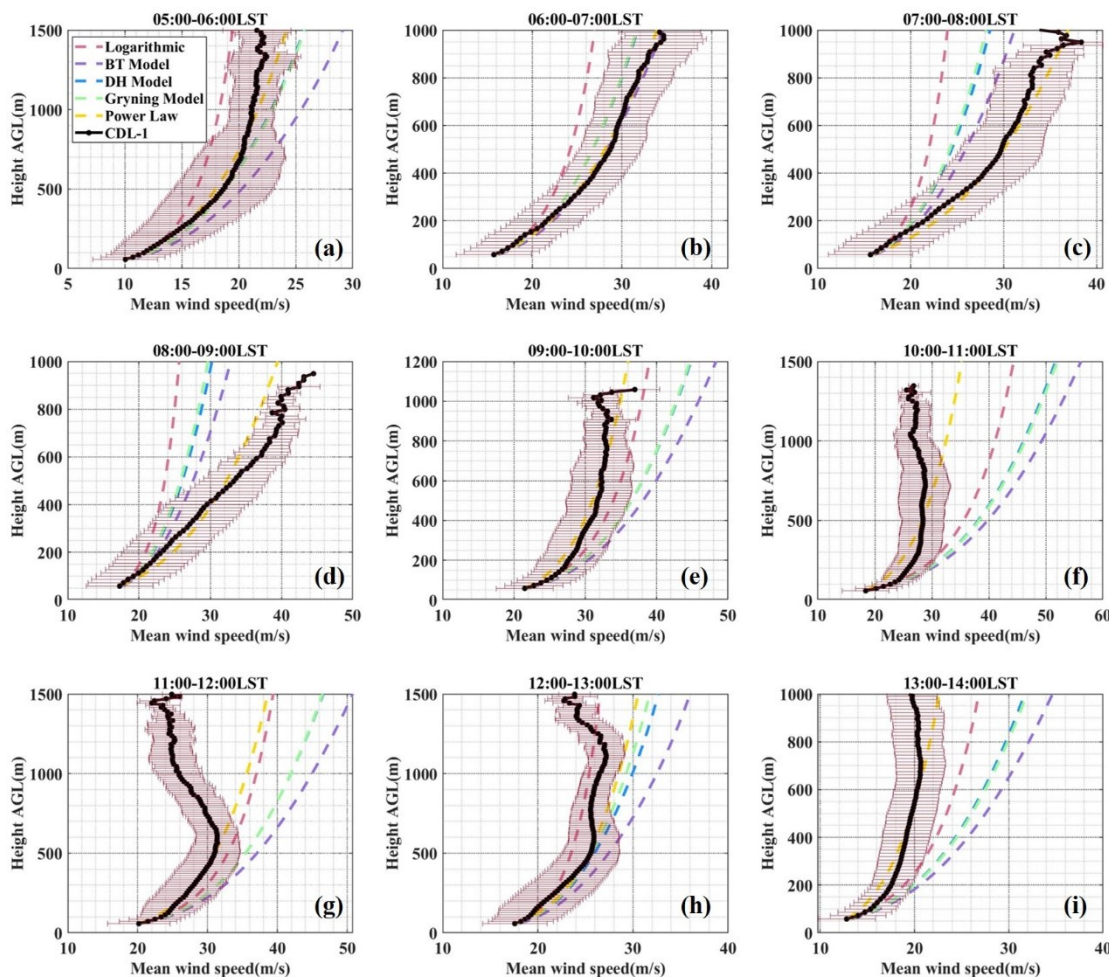 05:00-06:00LST
1500
1000
500
0
5 10 15 20 25 30
Height AGL(m)
Mean wind speed(m/s)
Logarithmic
BT Model
DH Model
Gryning Model
Power Law
CDL-1
(a)
06:00-07:00LST
1000
800
600
400
200
0
10 20 30 40
Height AGL(m)
Mean wind speed(m/s)
(b)
07:00-08:00LST
1000
800
600
400
200
0
10 20 30 40
Height AGL(m)
Mean wind speed(m/s)
(c)
08:00-09:00LST
1000
800
600
400
200
0
10 20 30 40 50
Height AGL(m)
Mean wind speed(m/s)
(d)
09:00-10:00LST
1200
1000
800
600
400
200
0
10 20 30 40 50
Height AGL(m)
Mean wind speed(m/s)
(e)
10:00-11:00LST
1500
1000
500
0
10 20 30 40 50 60
Height AGL(m)
Mean wind speed(m/s)
(f)
11:00-12:00LST
1500
1000
500
0
10 20 30 40 50
Height AGL(m)
Mean wind speed(m/s)
(g)
12:00-13:00LST
1500
1000
500
0
10 20 30 40
Height AGL(m)
Mean wind speed(m/s)
(h)
13:00-14:00LST
1000
800
600
400
200
0
10 20 30 40
Height AGL(m)
Mean wind speed(m/s)
(i)